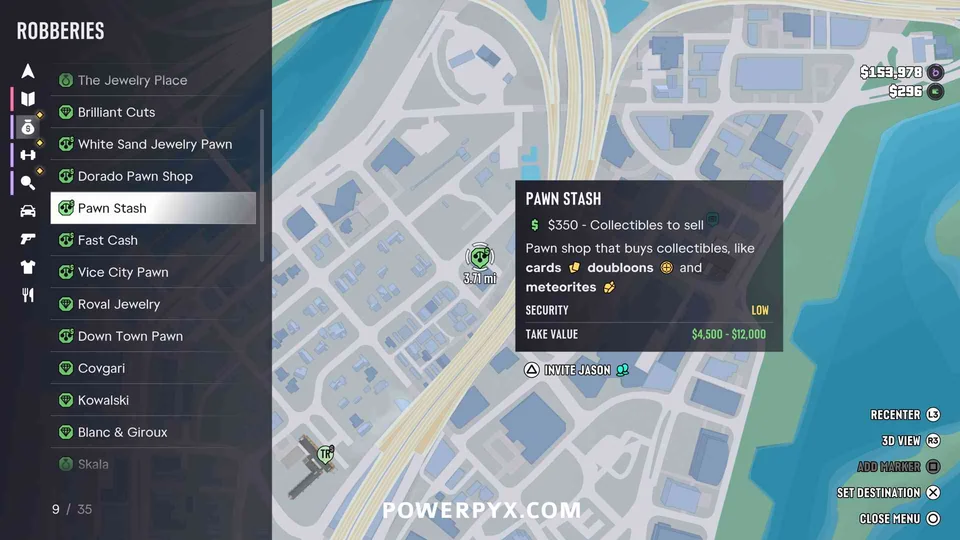 ROBBERIES
The Jewelry Place
Brilliant Cuts
White Sand Jewelry Pawn
Dorado Pawn Shop
Pawn Stash
Fast Cash
Vice City Pawn
Roval Jewelry
Down Town Pawn
Covgari
Kowalski
Blanc & Giroux
Skala
9 / 35
$153,978
$296
3.71 mi
TR
PAWN STASH
$ $350 - Collectibles to sell
Pawn shop that buys collectibles, like
cards doubloons and
meteorites
SECURITY LOW
TAKE VALUE $4,500 - $12,000
INVITE JASON
RECENTER L3
3D VIEW R3
ADD MARKER
SET DESTINATION
CLOSE MENU
POWERPYX.COM